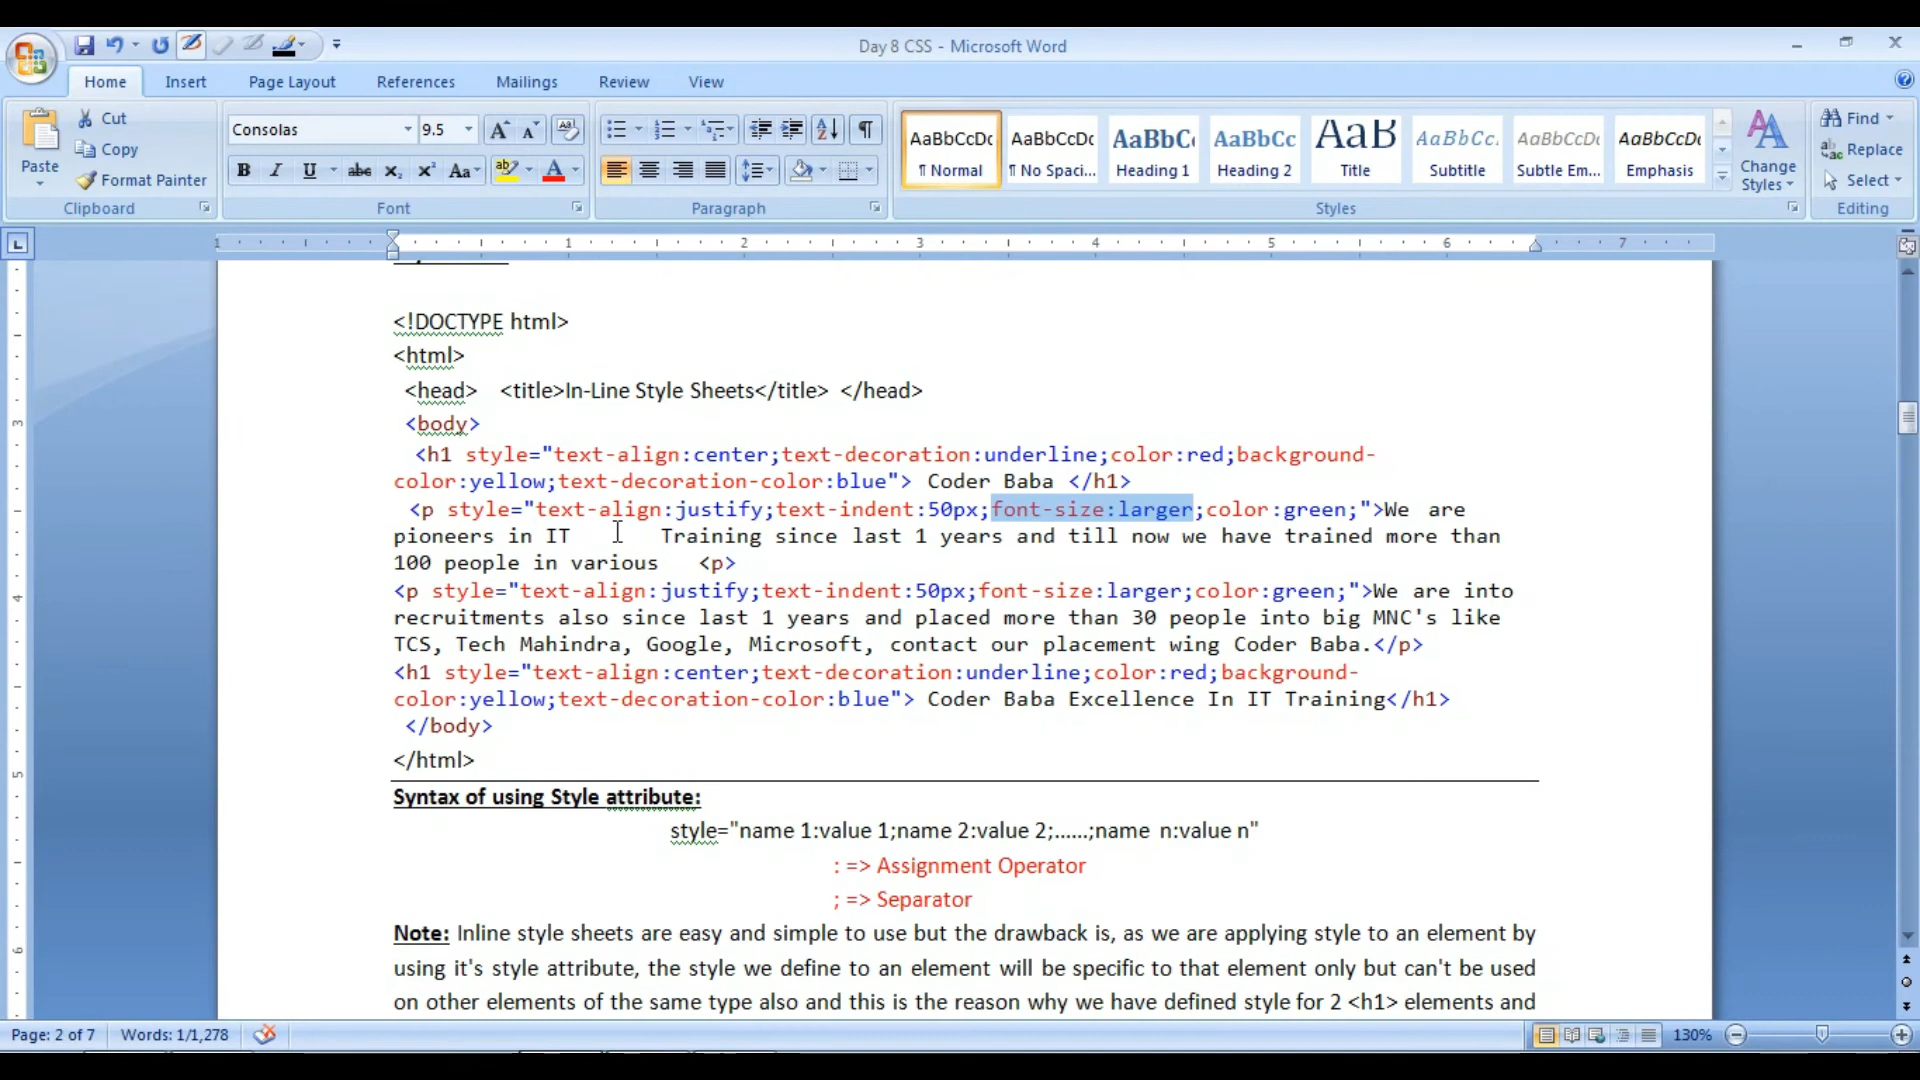 Day 8 CSS - Microsoft Word
Home Insert Page Layout References Mailings Review View
Paste
Cut
Copy
Format Painter
Clipboard
Consolas 9.5
Font
Paragraph
AaBbCcDc AaBbCcDc AaBbC AaBbCc AaB AaBbCc. AaBbCcDc AaBbCcDc
¶ Normal ¶ No Spaci... Heading 1 Heading 2 Title Subtitle Subtle Em... Emphasis
Change Styles
Styles
Find
Replace
Select
Editing
1 1 2 3 4 5 6 7
<!DOCTYPE html>
<html>
<head> <title>In-Line Style Sheets</title> </head>
<body>
<h1 style="text-align:center;text-decoration:underline;color:red;background-
color:yellow;text-decoration-color:blue"> Coder Baba </h1>
<p style="text-align:justify;text-indent:50px;font-size:larger;color:green;">We are
pioneers in IT Training since last 1 years and till now we have trained more than
100 people in various <p>
<p style="text-align:justify;text-indent:50px;font-size:larger;color:green;">We are into
recruitments also since last 1 years and placed more than 30 people into big MNC's like
TCS, Tech Mahindra, Google, Microsoft, contact our placement wing Coder Baba.</p>
<h1 style="text-align:center;text-decoration:underline;color:red;background-
color:yellow;text-decoration-color:blue"> Coder Baba Excellence In IT Training</h1>
</body>
</html>
Syntax of using Style attribute:
style="name 1:value 1;name 2:value 2;......;name n:value n"
: => Assignment Operator
; => Separator
Note: Inline style sheets are easy and simple to use but the drawback is, as we are applying style to an element by
using it's style attribute, the style we define to an element will be specific to that element only but can't be used
on other elements of the same type also and this is the reason why we have defined style for 2 <h1> elements and
Page: 2 of 7 Words: 1/1,278 130%